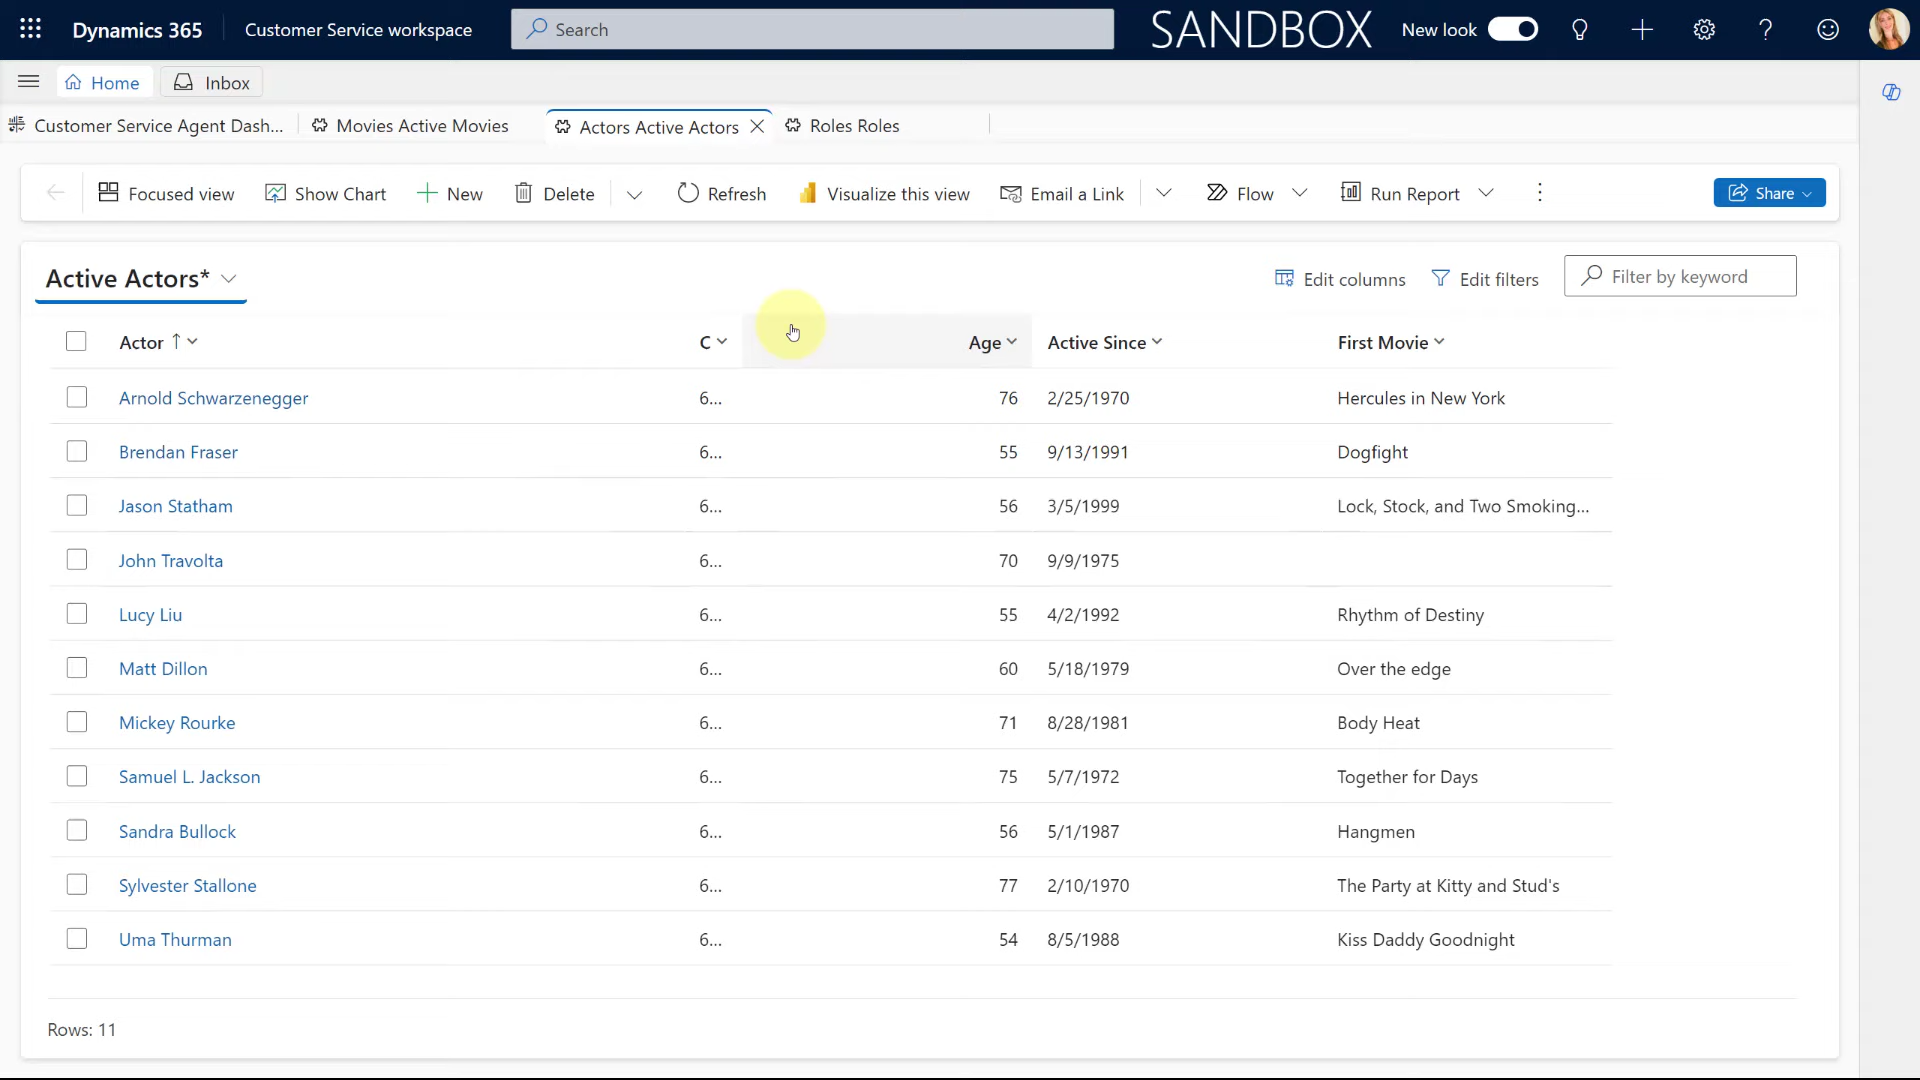 Dynamics 365 Customer Service workspace Search SANDBOX New look
Home Inbox
Customer Service Agent Dash... Movies Active Movies Actors Active Actors Roles Roles
Focused view Show Chart New Delete Refresh Visualize this view Email a Link Flow Run Report Share
Active Actors* Edit columns Edit filters Filter by keyword
Actor ↑ C Age Active Since First Movie
Arnold Schwarzenegger 6... 76 2/25/1970 Hercules in New York
Brendan Fraser 6... 55 9/13/1991 Dogfight
Jason Statham 6... 56 3/5/1999 Lock, Stock, and Two Smoking...
John Travolta 6... 70 9/9/1975
Lucy Liu 6... 55 4/2/1992 Rhythm of Destiny
Matt Dillon 6... 60 5/18/1979 Over the edge
Mickey Rourke 6... 71 8/28/1981 Body Heat
Samuel L. Jackson 6... 75 5/7/1972 Together for Days
Sandra Bullock 6... 56 5/1/1987 Hangmen
Sylvester Stallone 6... 77 2/10/1970 The Party at Kitty and Stud's
Uma Thurman 6... 54 8/5/1988 Kiss Daddy Goodnight
Rows: 11